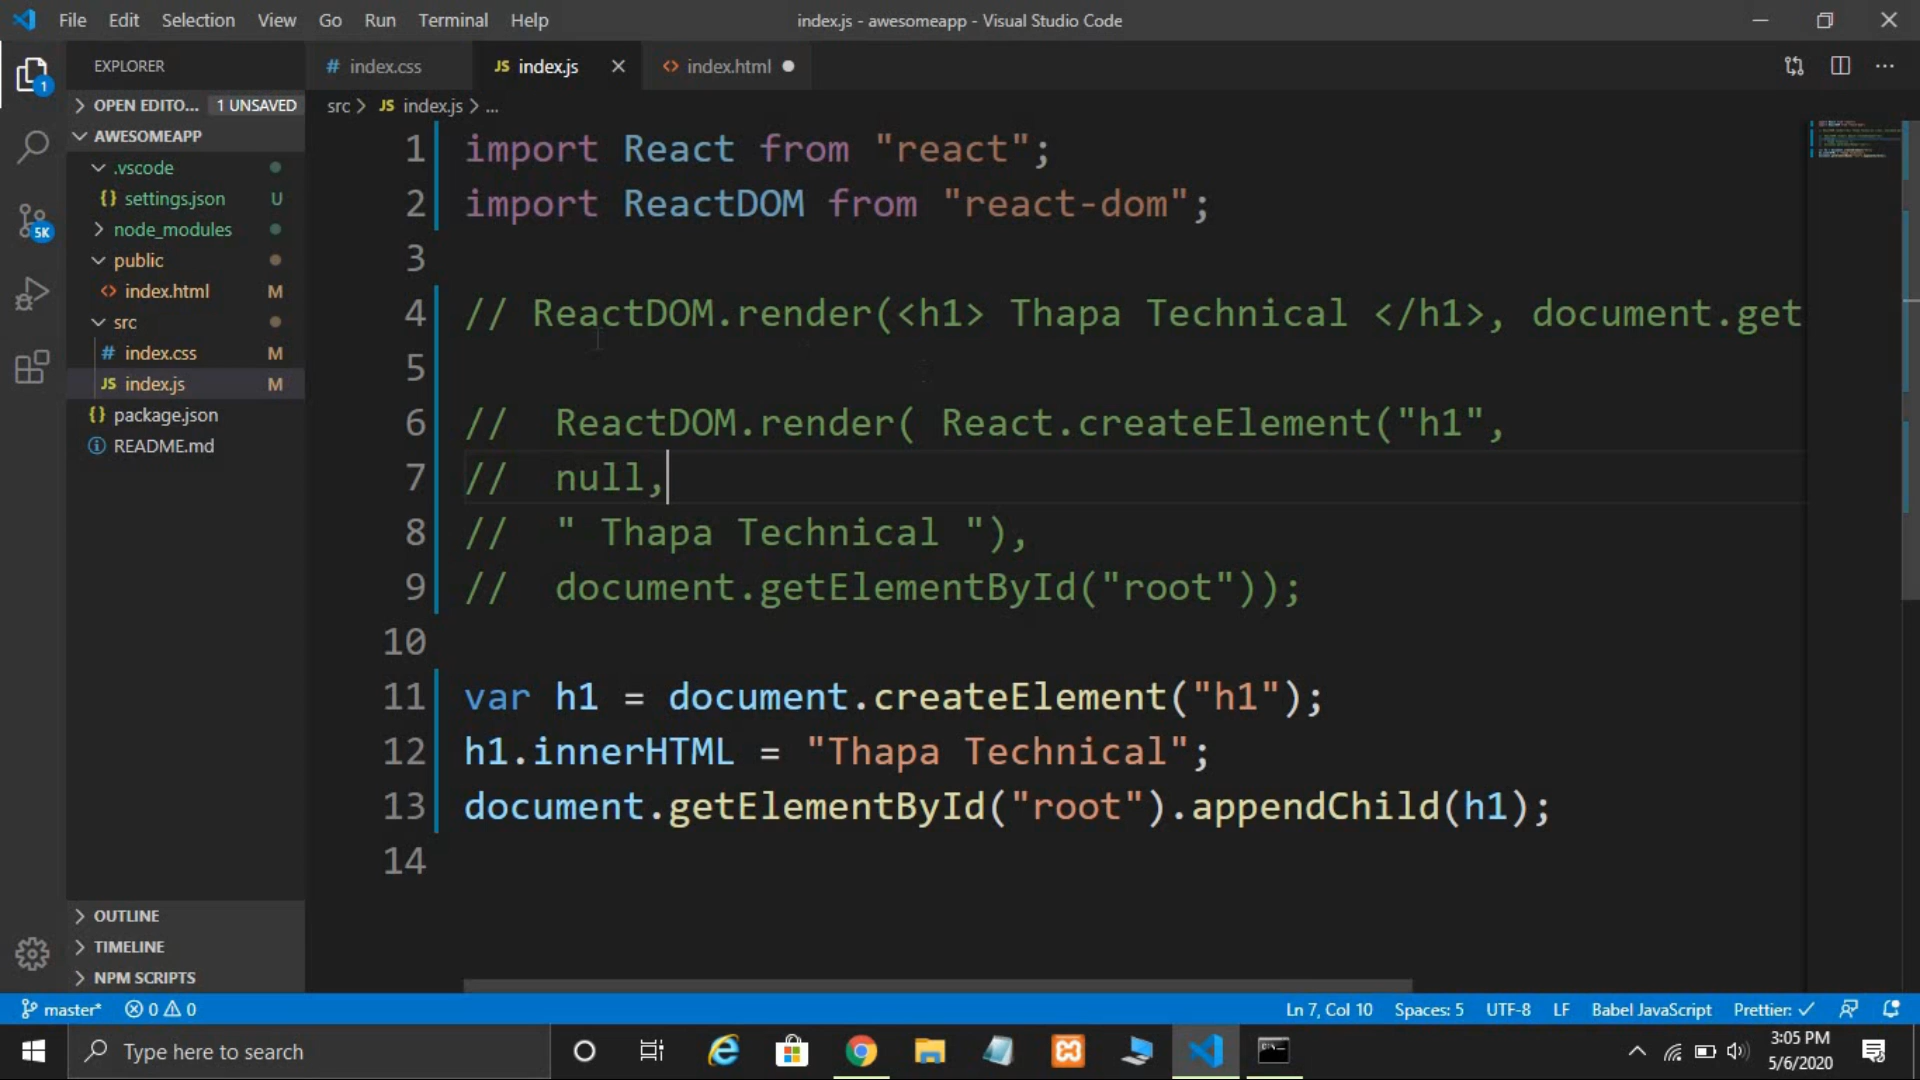 File Edit Selection View Go Run Terminal Help
index.js - awesomeapp - Visual Studio Code
EXPLORER
OPEN EDITO... 1 UNSAVED
AWESOMEAPP
.vscode
{} settings.json U
node_modules
public
<> index.html M
src
# index.css M
JS index.js M
{} package.json
README.md
OUTLINE
TIMELINE
NPM SCRIPTS
1
5K
# index.css
JS index.js
<> index.html
src > JS index.js > ...
1 import React from "react";
2 import ReactDOM from "react-dom";
3
4 // ReactDOM.render(<h1> Thapa Technical </h1>, document.get
5
6 // ReactDOM.render( React.createElement("h1",
7 // null,
8 // " Thapa Technical "),
9 // document.getElementById("root"));
10
11 var h1 = document.createElement("h1");
12 h1.innerHTML = "Thapa Technical";
13 document.getElementById("root").appendChild(h1);
14
master* 0 0 Ln 7, Col 10 Spaces: 5 UTF-8 LF Babel JavaScript Prettier: ✓
Type here to search
3:05 PM
5/6/2020